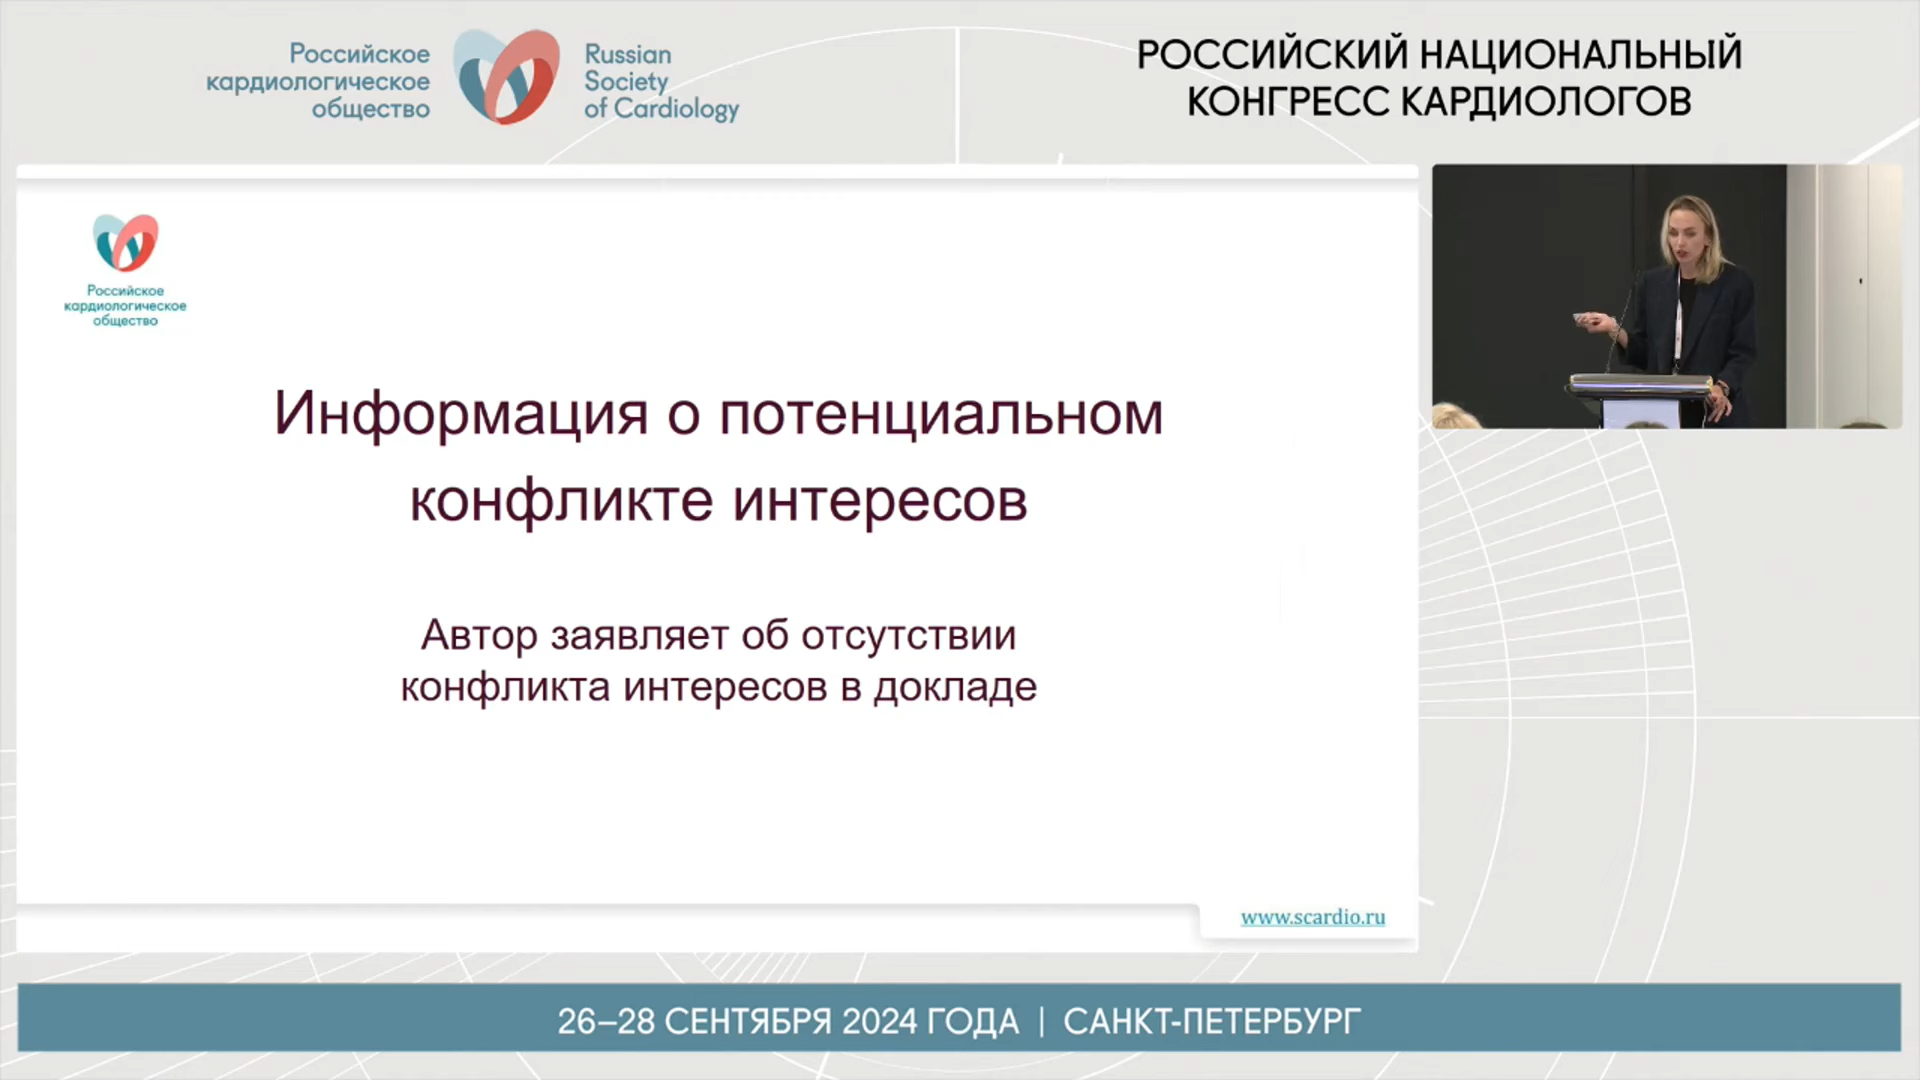 Российское
кардиологическое
общество
Russian
Society
of Cardiology
РОССИЙСКИЙ НАЦИОНАЛЬНЫЙ
КОНГРЕСС КАРДИОЛОГОВ
Российское
кардиологическое
общество
Информация о потенциальном
конфликте интересов
Автор заявляет об отсутствии
конфликта интересов в докладе
www.scardio.ru
26–28 СЕНТЯБРЯ 2024 ГОДА | САНКТ-ПЕТЕРБУРГ